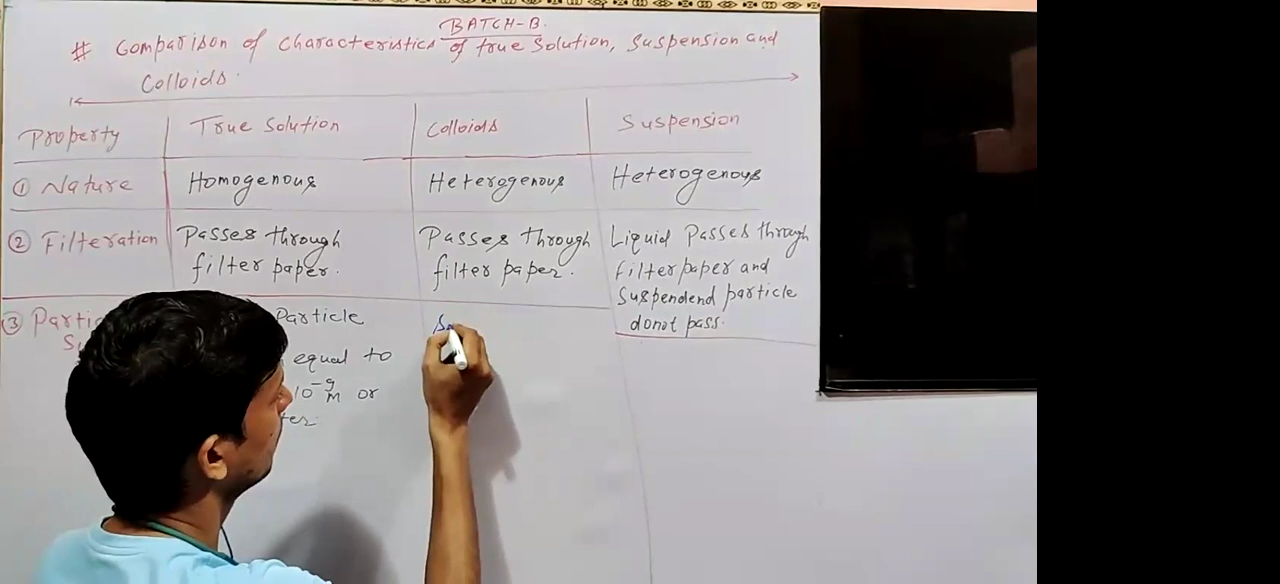 BATCH-B.
# Comparison of characteristics of true Solution, Suspension and
Colloids.
Property True Solution Colloids Suspension
① Nature Homogenous Heterogenous Heterogenous
② Filteration Passes through Passes through Liquid Passes through
filter paper. filter paper. filter paper and
Suspendend particle
donot pass.
③ Particle
equal to
10⁻⁹ m or